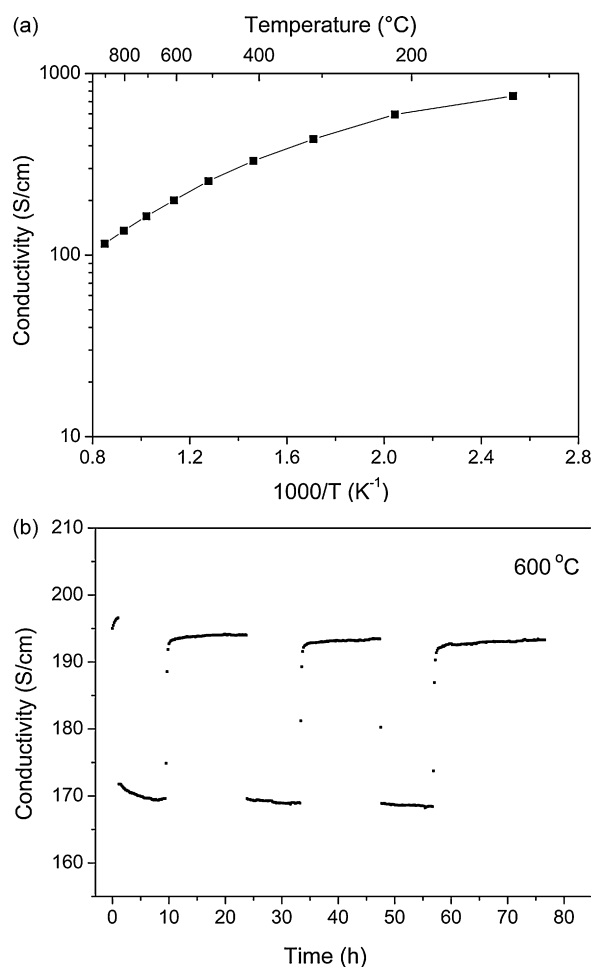 (a)
Temperature (°C)
800 600 400 200
1000
100
10
Conductivity (S/cm)
0.8 1.2 1.6 2.0 2.4 2.8
1000/T (K⁻¹)
(b)
210
200
190
180
170
160
Conductivity (S/cm)
600 °C
0 10 20 30 40 50 60 70 80
Time (h)